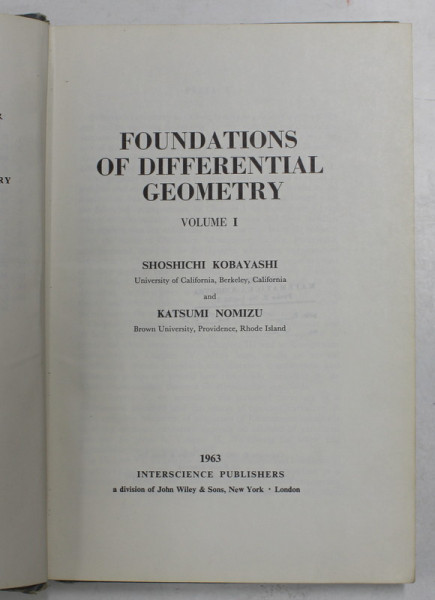 RY
FOUNDATIONS
OF DIFFERENTIAL
GEOMETRY
VOLUME I
SHOSHICHI KOBAYASHI
University of California, Berkeley, California
and
KATSUMI NOMIZU
Brown University, Providence, Rhode Island
1963
INTERSCIENCE PUBLISHERS
a division of John Wiley & Sons, New York · London